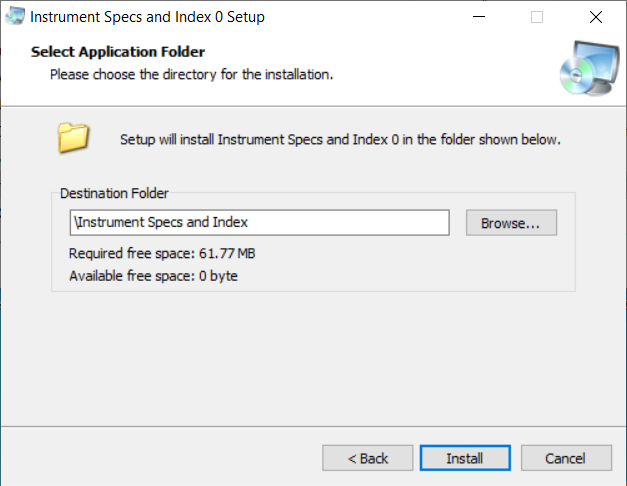 Instrument Specs and Index 0 Setup
Select Application Folder
Please choose the directory for the installation.
Setup will install Instrument Specs and Index 0 in the folder shown below.
Destination Folder
\Instrument Specs and Index
Browse...
Required free space: 61.77 MB
Available free space: 0 byte
< Back
Install
Cancel